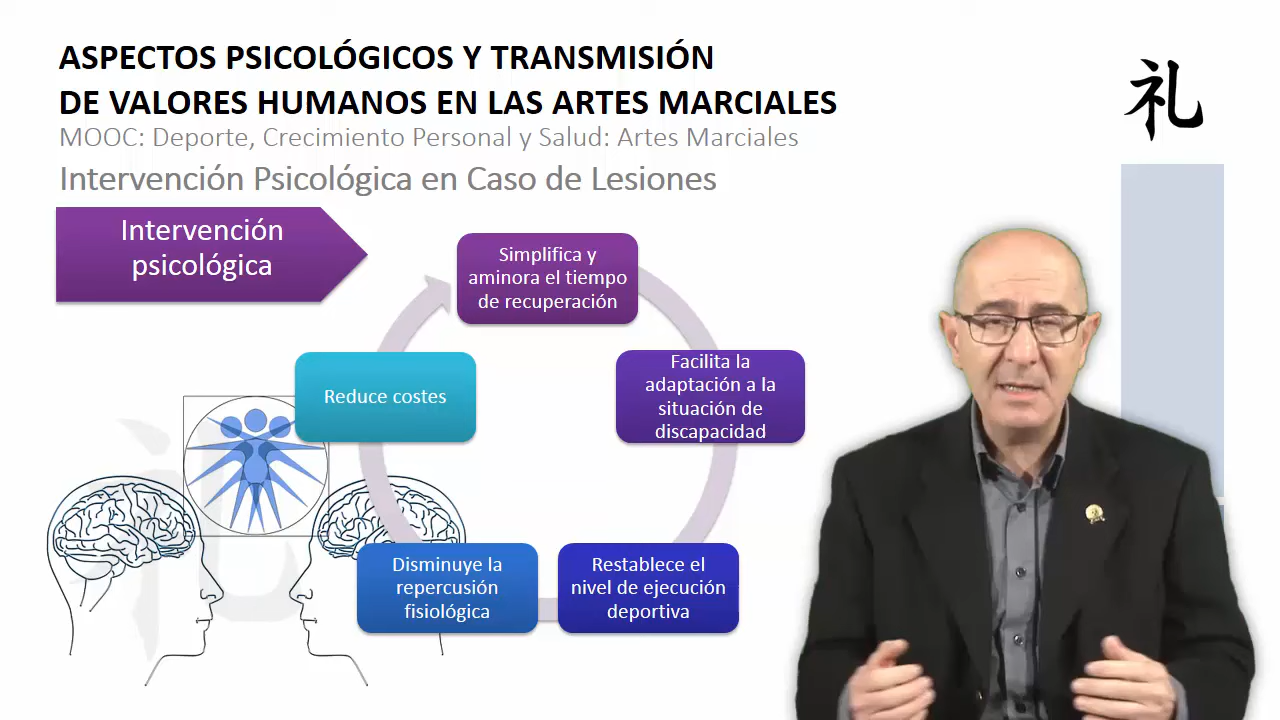 ASPECTOS PSICOLÓGICOS Y TRANSMISIÓN
DE VALORES HUMANOS EN LAS ARTES MARCIALES
MOOC: Deporte, Crecimiento Personal y Salud: Artes Marciales
Intervención Psicológica en Caso de Lesiones
礼
Intervención
psicológica
Simplifica y
aminora el tiempo
de recuperación
Facilita la
adaptación a la
situación de
discapacidad
Restablece el
nivel de ejecución
deportiva
Disminuye la
repercusión
fisiológica
Reduce costes
礼